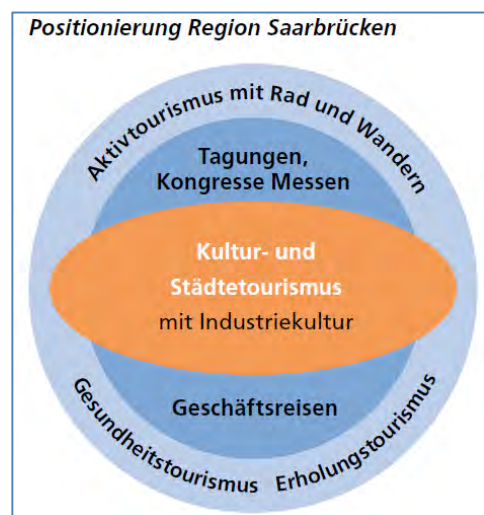 Positionierung Region Saarbrücken
Aktivtourismus mit Rad und Wandern
Tagungen,
Kongresse Messen
Kultur- und
Städtetourismus
mit Industriekultur
Geschäftsreisen
Gesundheitstourismus
Erholungstourismus